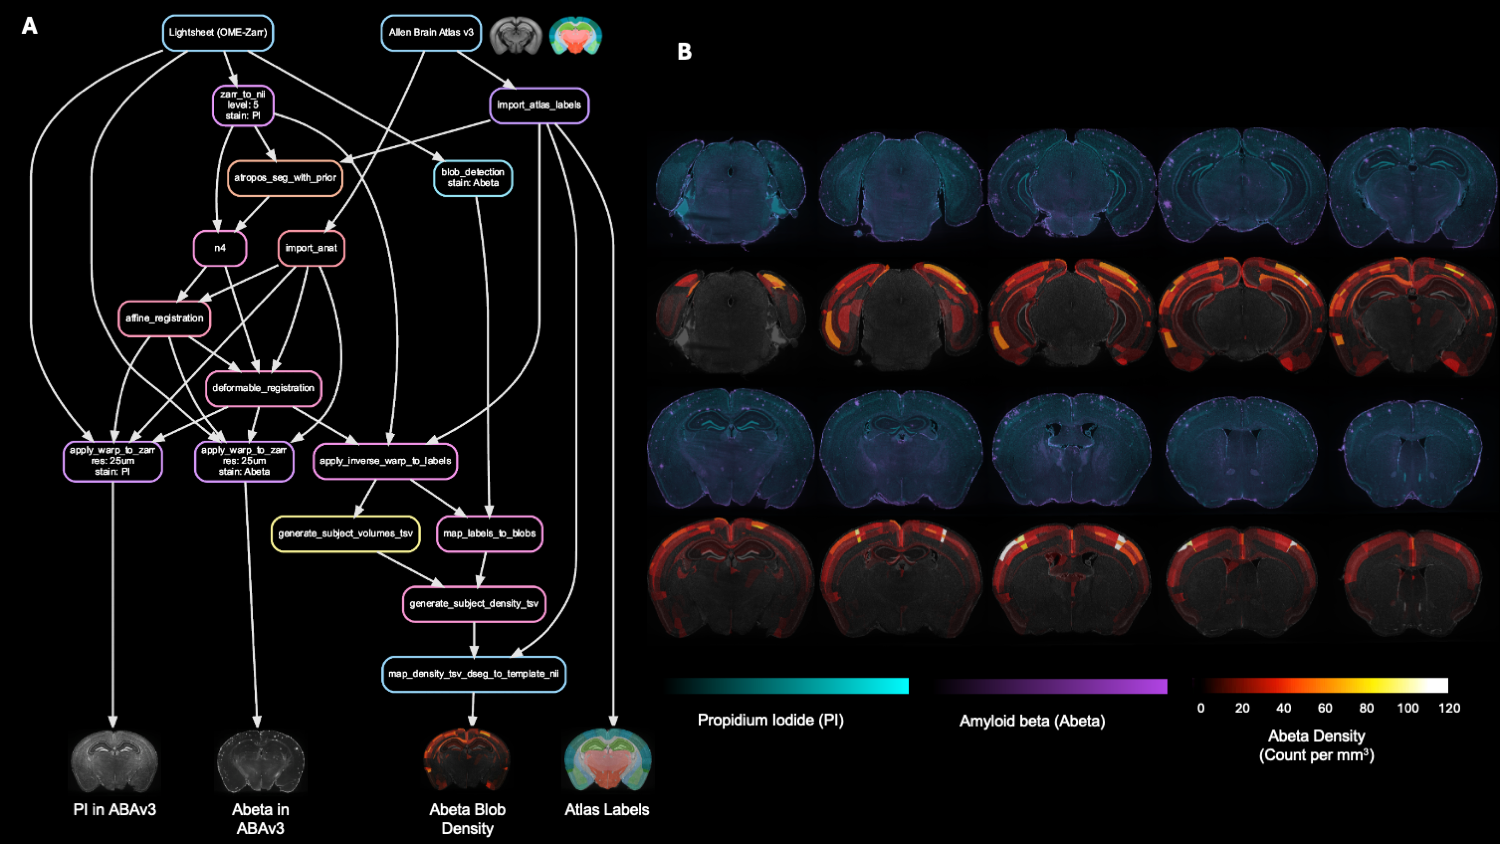 A
Lightsheet (OME-Zarr)
Allen Brain Atlas v3
zarr_to_nii
level: 5
stain: PI
import_atlas_labels
atropos_seg_with_prior
blob_detection
stain: Abeta
n4
import_anat
affine_registration
deformable_registration
apply_warp_to_zarr
res: 25um
stain: PI
apply_warp_to_zarr
res: 25um
stain: Abeta
apply_inverse_warp_to_labels
generate_subject_volumes_tsv
map_labels_to_blobs
generate_subject_density_tsv
map_density_tsv_dseg_to_template_nii
PI in ABAv3
Abeta in
ABAv3
Abeta Blob
Density
Atlas Labels
B
Propidium Iodide (PI)
Amyloid beta (Abeta)
0 20 40 60 80 100 120
Abeta Density
(Count per mm³)